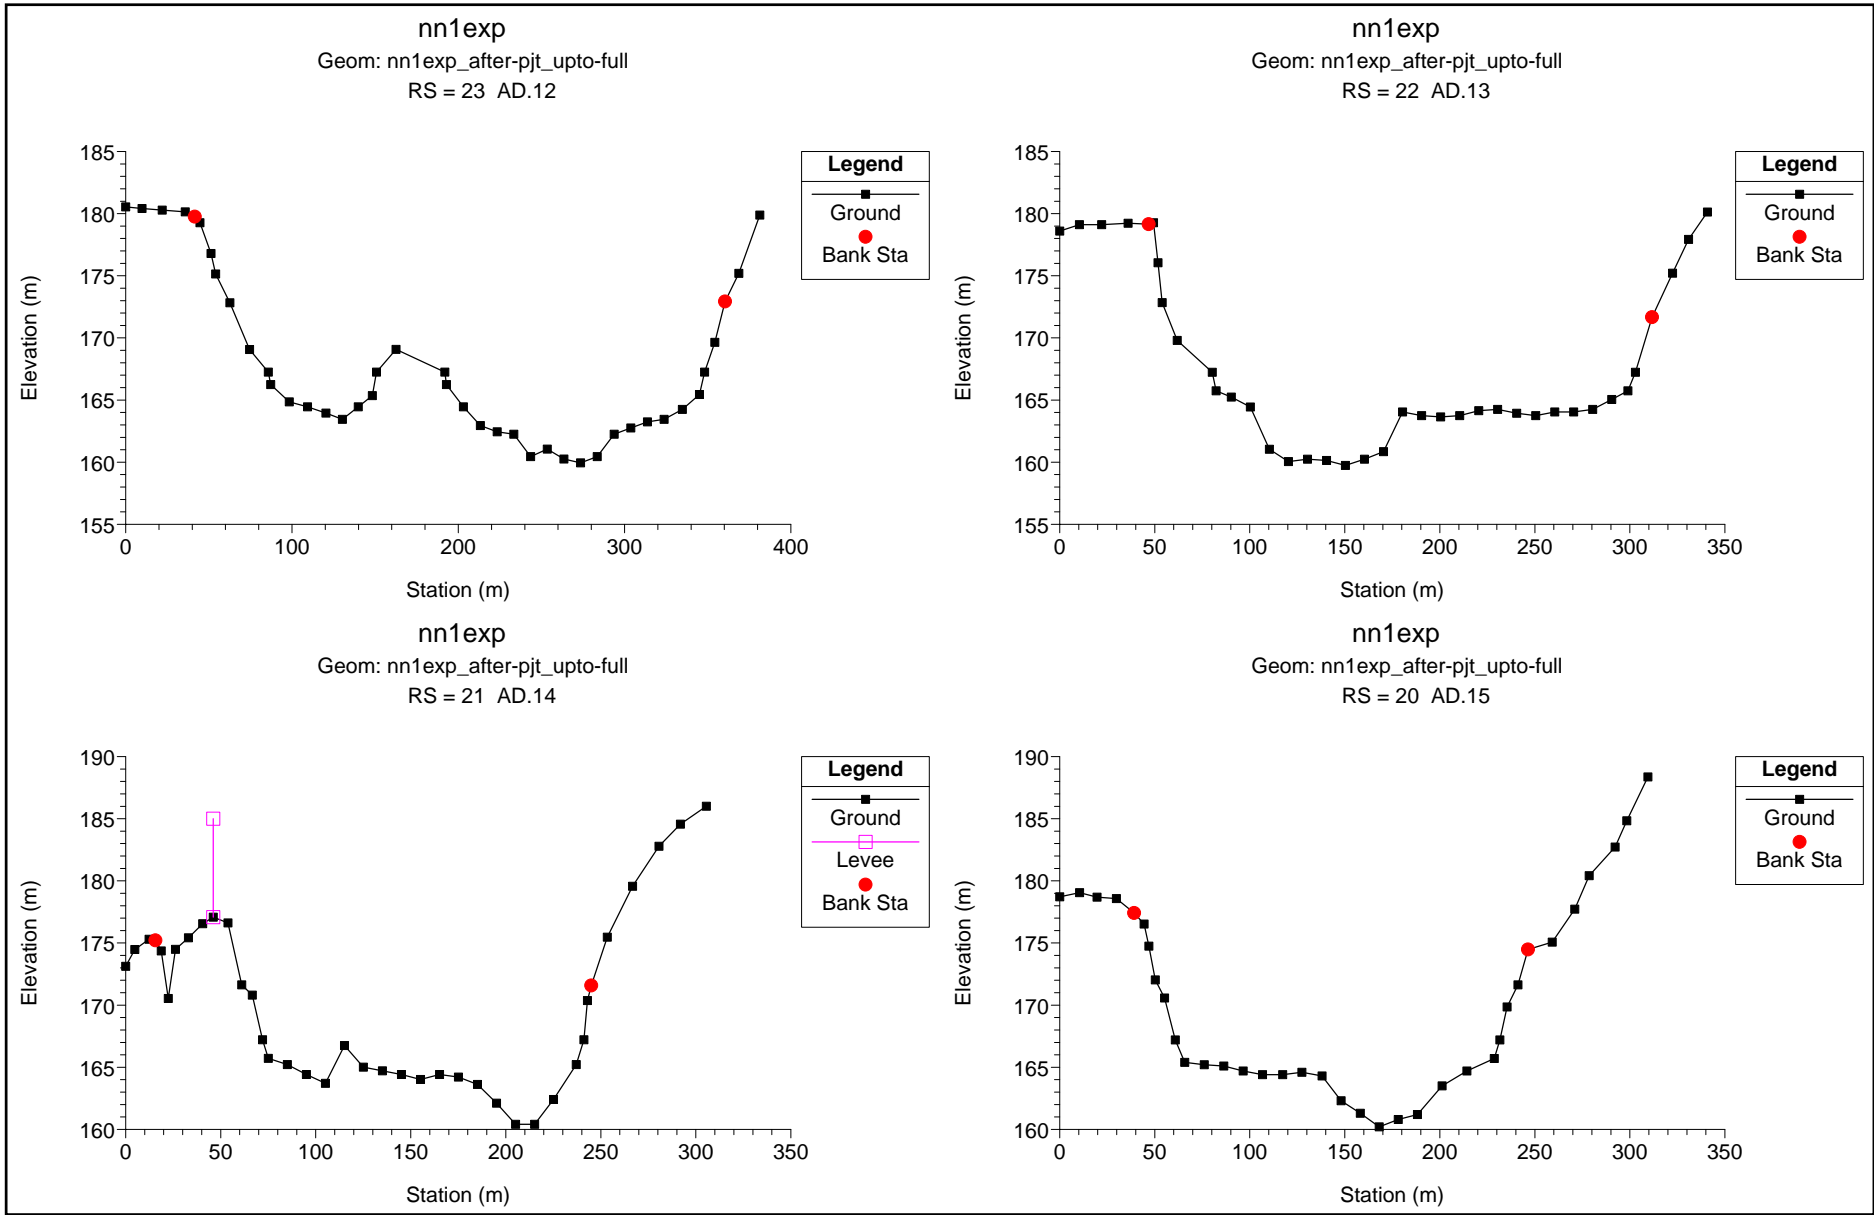 nn1exp
Geom: nn1exp_after-pjt_upto-full
RS = 23  AD.12
185
180
175
170
165
160
155
0
100
200
300
400
Elevation (m)
Station (m)
Legend
Ground
Bank Sta
nn1exp
Geom: nn1exp_after-pjt_upto-full
RS = 22  AD.13
185
180
175
170
165
160
155
0
50
100
150
200
250
300
350
Elevation (m)
Station (m)
Legend
Ground
Bank Sta
nn1exp
Geom: nn1exp_after-pjt_upto-full
RS = 21  AD.14
190
185
180
175
170
165
160
0
50
100
150
200
250
300
350
Elevation (m)
Station (m)
Legend
Ground
Levee
Bank Sta
nn1exp
Geom: nn1exp_after-pjt_upto-full
RS = 20  AD.15
190
185
180
175
170
165
160
0
50
100
150
200
250
300
350
Elevation (m)
Station (m)
Legend
Ground
Bank Sta